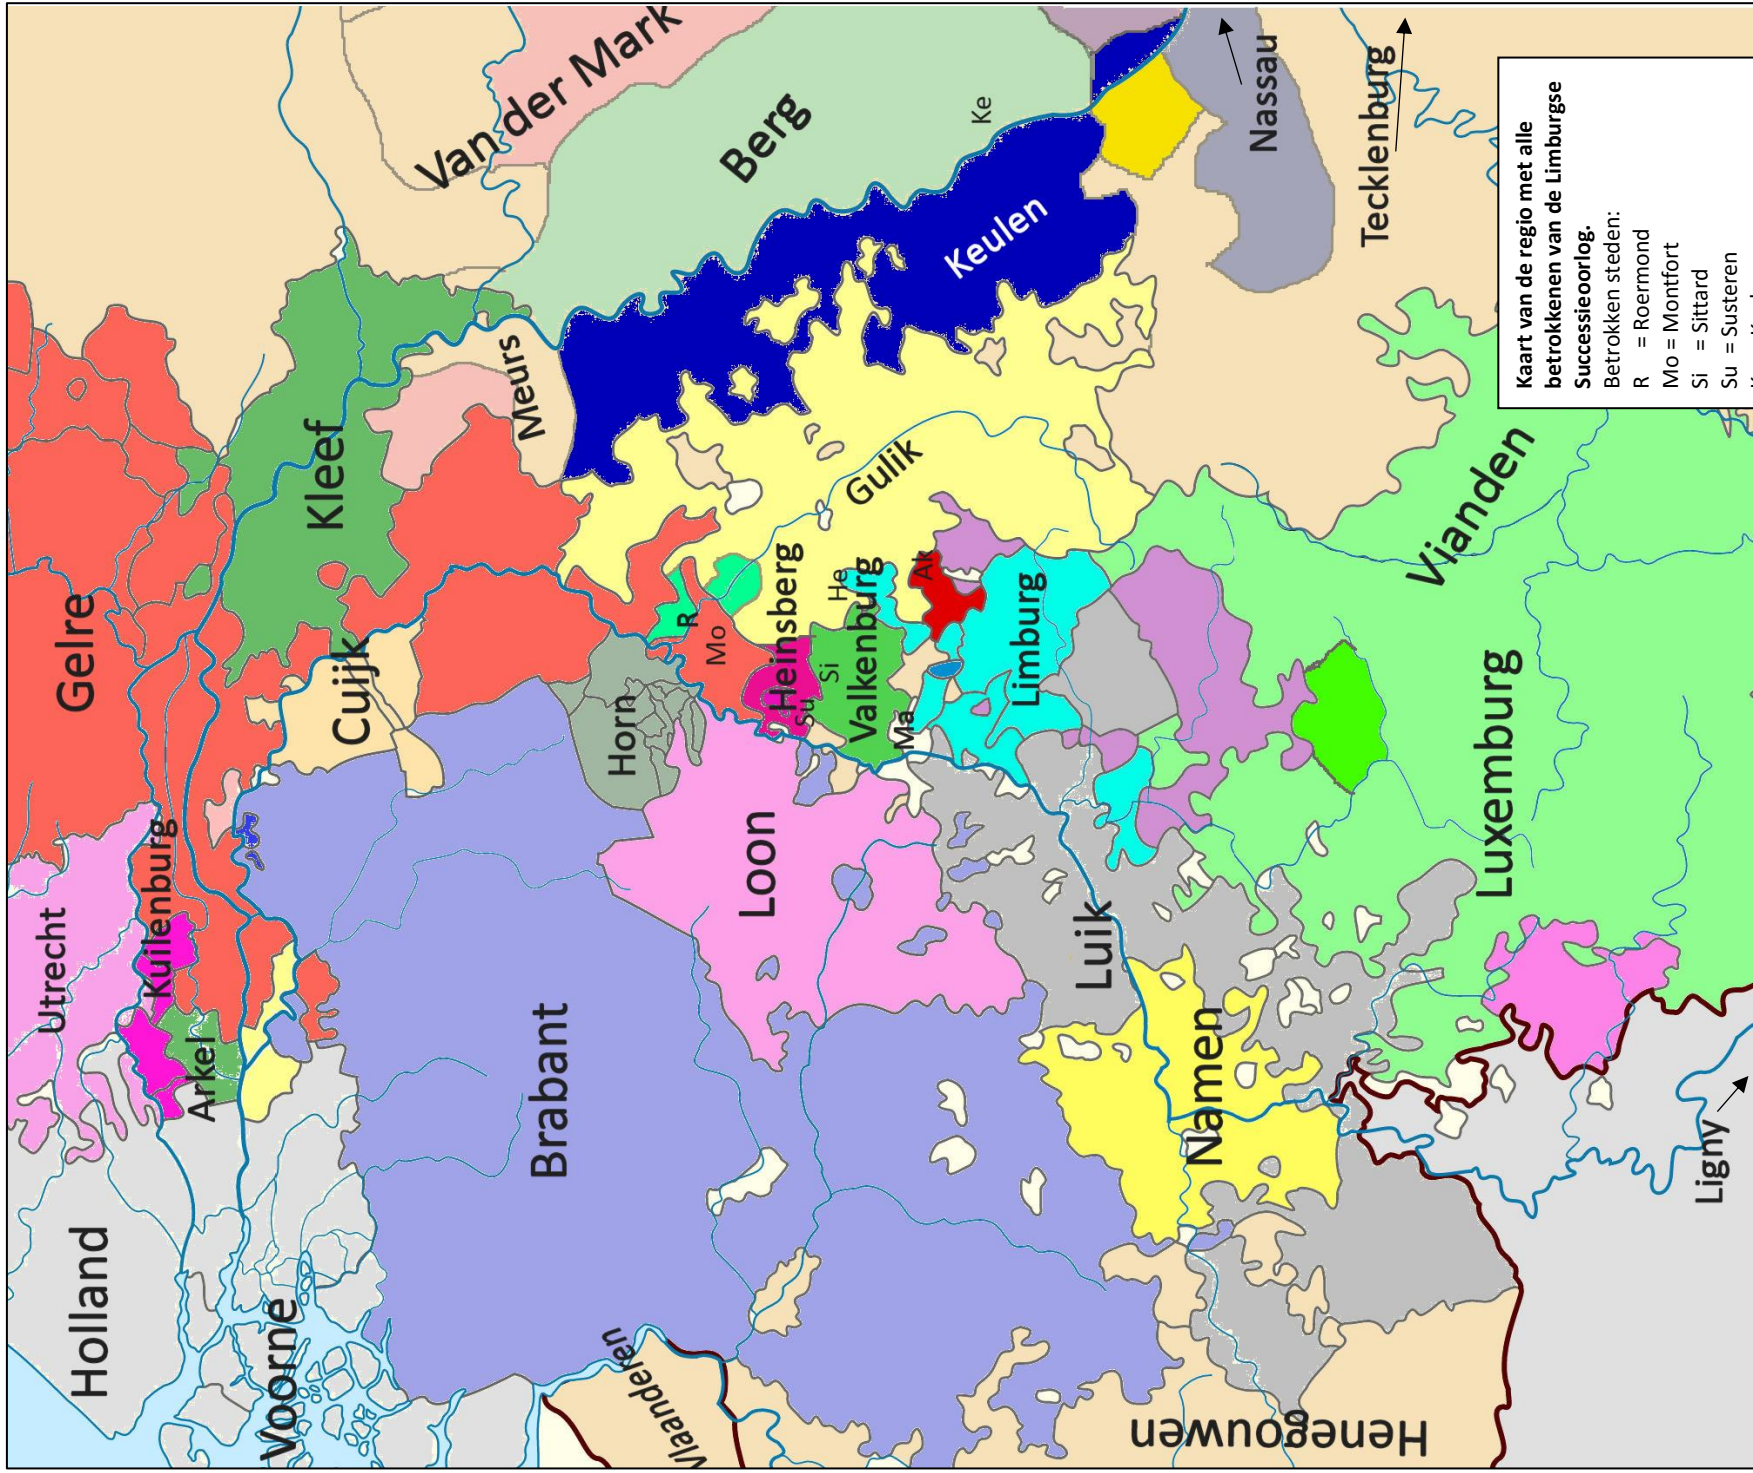 Utrecht
Holland
Gelre
Kuilenburg
Arkel
Voorne
Kleef
Cuijk
Van der Mark
Meurs
Brabant
Horn
Vlaanderen
R
Mo
Berg
Loon
Heinsberg
Su
Si
He
Valkenburg
Gulik
Ma
Ak
Ke
Keulen
Limburg
Luik
Namen
Nassau
Henegouwen
Tecklenburg
Vianden
Luxemburg
Ligny
Kaart van de regio met alle
betrokkenen van de Limburgse
Successieoorlog.
Betrokken steden:
R = Roermond
Mo = Montfort
Si = Sittard
Su = Susteren